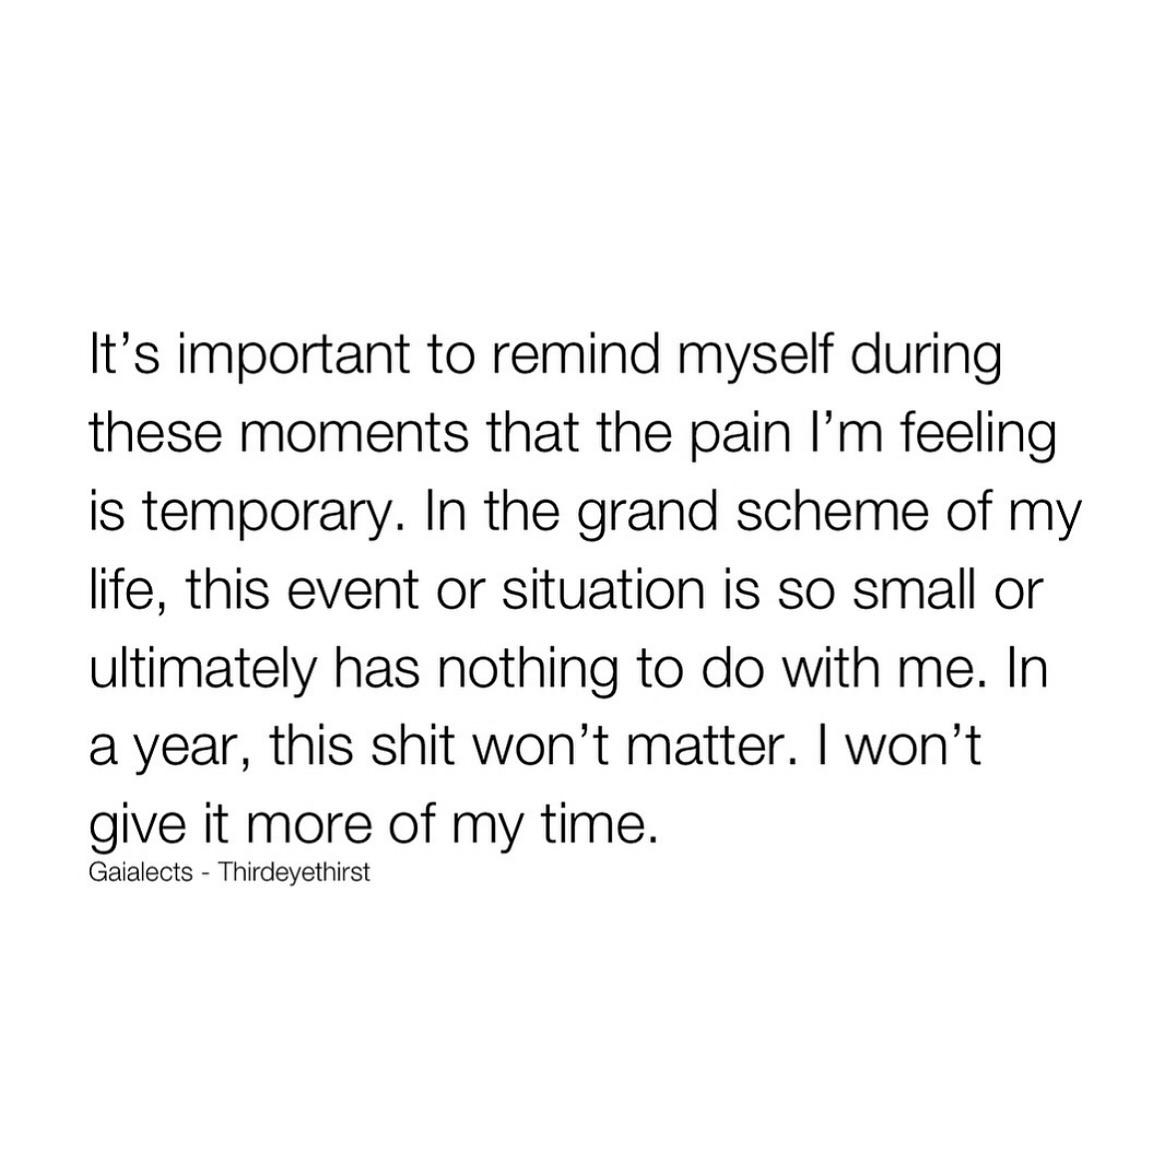 It’s important to remind myself during
these moments that the pain I’m feeling
is temporary. In the grand scheme of my
life, this event or situation is so small or
ultimately has nothing to do with me. In
a year, this shit won’t matter. I won’t
give it more of my time.
Gaialects - Thirdeyethirst